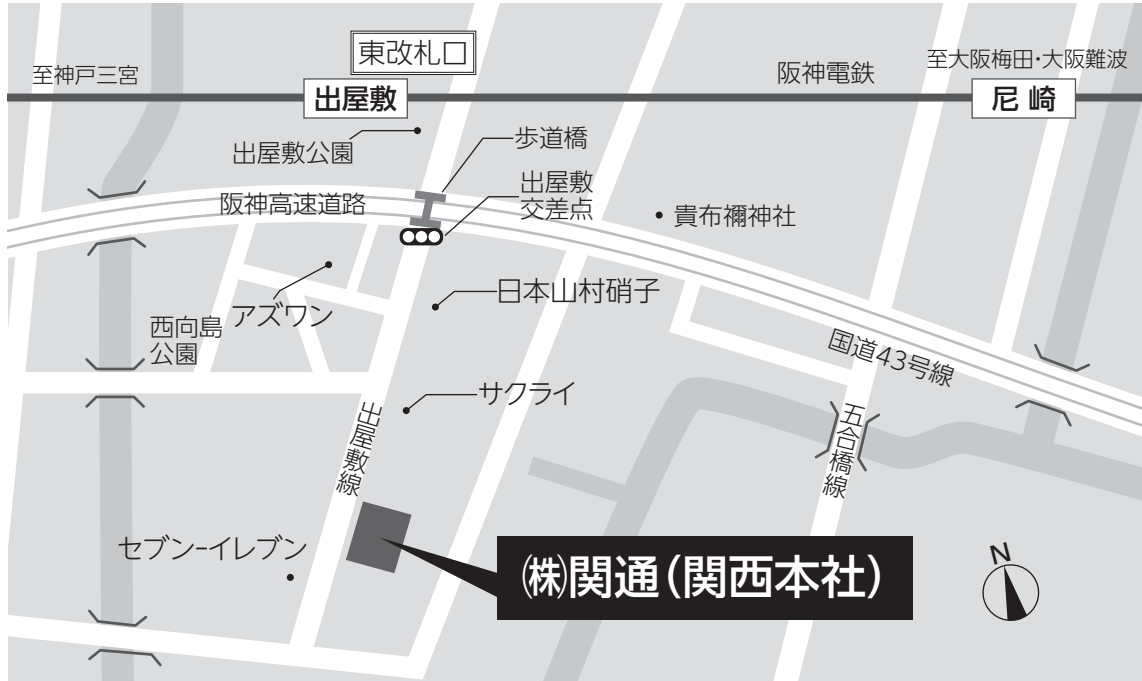 東改札口
至神戸三宮
阪神電鉄
至大阪梅田・大阪難波
出屋敷
尼崎
出屋敷公園
歩道橋
阪神高速道路
出屋敷
交差点
貴布禰神社
アズワン
日本山村硝子
西向島
公園
国道43号線
サクライ
出屋敷線
五合橋線
セブン-イレブン
㈱関通(関西本社)
N